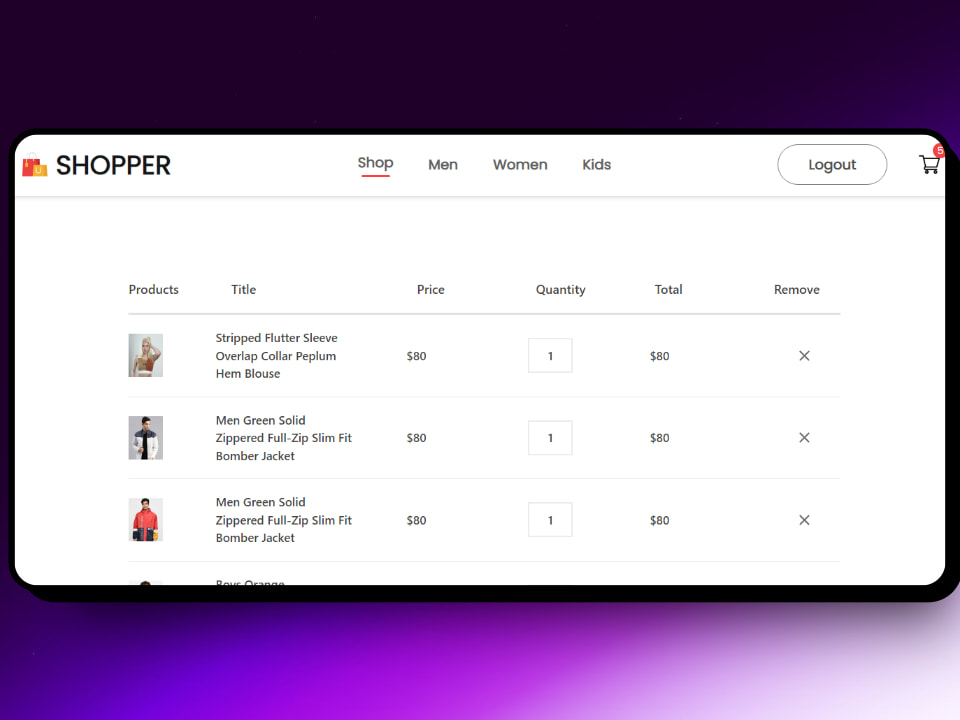 SHOPPER
Shop Men Women Kids
Logout
5
Products Title Price Quantity Total Remove
Stripped Flutter Sleeve
Overlap Collar Peplum
Hem Blouse
$80 1 $80
Men Green Solid
Zippered Full-Zip Slim Fit
Bomber Jacket
$80 1 $80
Men Green Solid
Zippered Full-Zip Slim Fit
Bomber Jacket
$80 1 $80
Boys Orange